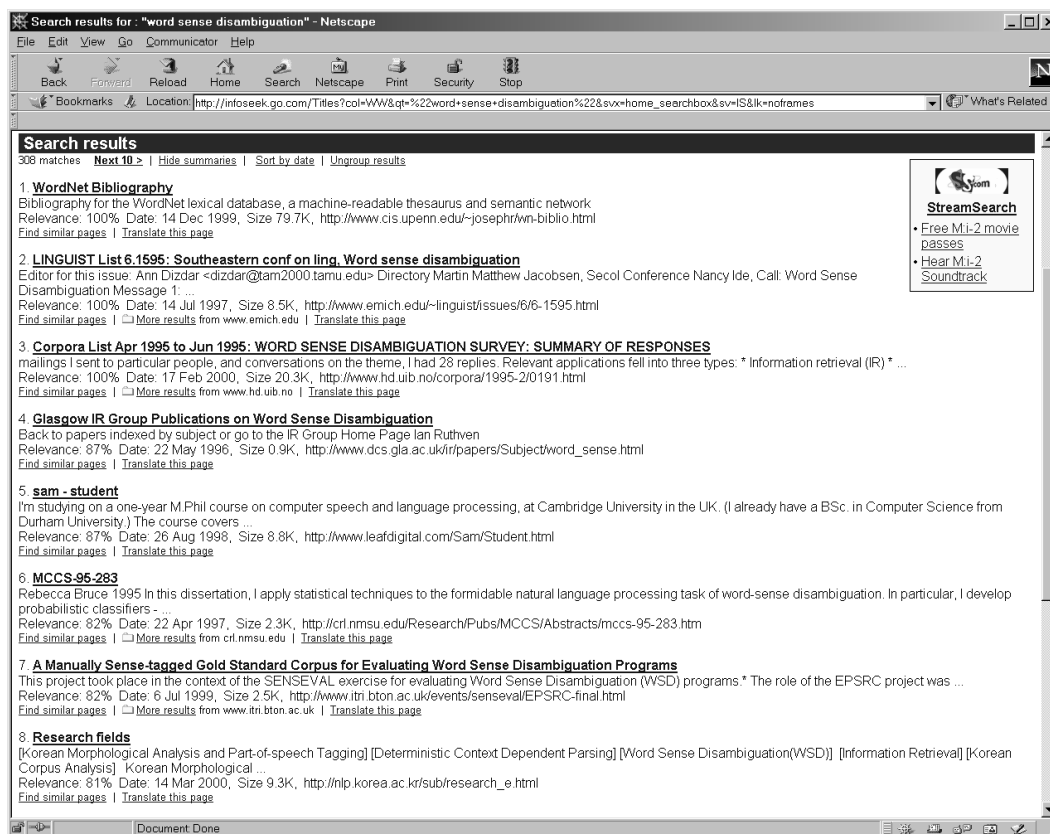 Search results for : "word sense disambiguation" - Netscape
File Edit View Go Communicator Help
Back Forward Reload Home Search Netscape Print Security Stop
Bookmarks Location: http://infoseek.go.com/Titles?col=WW&qt=%22word+sense+disambiguation%22&svx=home_searchbox&sv=IS&lk=noframes What's Related
Search results
308 matches Next 10 > | Hide summaries | Sort by date | Ungroup results
1. WordNet Bibliography
Bibliography for the WordNet lexical database, a machine-readable thesaurus and semantic network
Relevance: 100% Date: 14 Dec 1999, Size 79.7K, http://www.cis.upenn.edu/~josephr/wn-biblio.html
Find similar pages | Translate this page
2. LINGUIST List 6.1595: Southeastern conf on ling, Word sense disambiguation
Editor for this issue: Ann Dizdar <dizdar@tam2000.tamu.edu> Directory Martin Matthew Jacobsen, Secol Conference Nancy Ide, Call: Word Sense
Disambiguation Message 1: ...
Relevance: 100% Date: 14 Jul 1997, Size 8.5K, http://www.emich.edu/~linguist/issues/6/6-1595.html
Find similar pages | More results from www.emich.edu | Translate this page
3. Corpora List Apr 1995 to Jun 1995: WORD SENSE DISAMBIGUATION SURVEY: SUMMARY OF RESPONSES
mailings I sent to particular people, and conversations on the theme, I had 28 replies. Relevant applications fell into three types: * Information retrieval (IR) * ...
Relevance: 100% Date: 17 Feb 2000, Size 20.3K, http://www.hd.uib.no/corpora/1995-2/0191.html
Find similar pages | More results from www.hd.uib.no | Translate this page
4. Glasgow IR Group Publications on Word Sense Disambiguation
Back to papers indexed by subject or go to the IR Group Home Page Ian Ruthven
Relevance: 87% Date: 22 May 1996, Size 0.9K, http://www.dcs.gla.ac.uk/ir/papers/Subject/word_sense.html
Find similar pages | Translate this page
5. sam - student
I'm studying on a one-year M.Phil course on computer speech and language processing, at Cambridge University in the UK. (I already have a BSc. in Computer Science from
Durham University.) The course covers ...
Relevance: 87% Date: 26 Aug 1998, Size 8.8K, http://www.leafdigital.com/Sam/Student.html
Find similar pages | Translate this page
6. MCCS-95-283
Rebecca Bruce 1995 In this dissertation, I apply statistical techniques to the formidable natural language processing task of word-sense disambiguation. In particular, I develop
probabilistic classifiers - ...
Relevance: 82% Date: 22 Apr 1997, Size 2.3K, http://crl.nmsu.edu/Research/Pubs/MCCS/Abstracts/mccs-95-283.htm
Find similar pages | More results from crl.nmsu.edu | Translate this page
7. A Manually Sense-tagged Gold Standard Corpus for Evaluating Word Sense Disambiguation Programs
This project took place in the context of the SENSEVAL exercise for evaluating Word Sense Disambiguation (WSD) programs.* The role of the EPSRC project was ...
Relevance: 82% Date: 6 Jul 1999, Size 2.5K, http://www.itri.bton.ac.uk/events/senseval/EPSRC-final.html
Find similar pages | More results from www.itri.bton.ac.uk | Translate this page
8. Research fields
[Korean Morphological Analysis and Part-of-speech Tagging] [Deterministic Context Dependent Parsing] [Word Sense Disambiguation(WSD)] [Information Retrieval] [Korean
Corpus Analysis] Korean Morphological ...
Relevance: 81% Date: 14 Mar 2000, Size 9.3K, http://nlp.korea.ac.kr/sub/research_e.html
Find similar pages | Translate this page
StreamSearch
• Free M:i-2 movie
passes
• Hear M:i-2
Soundtrack
Document: Done